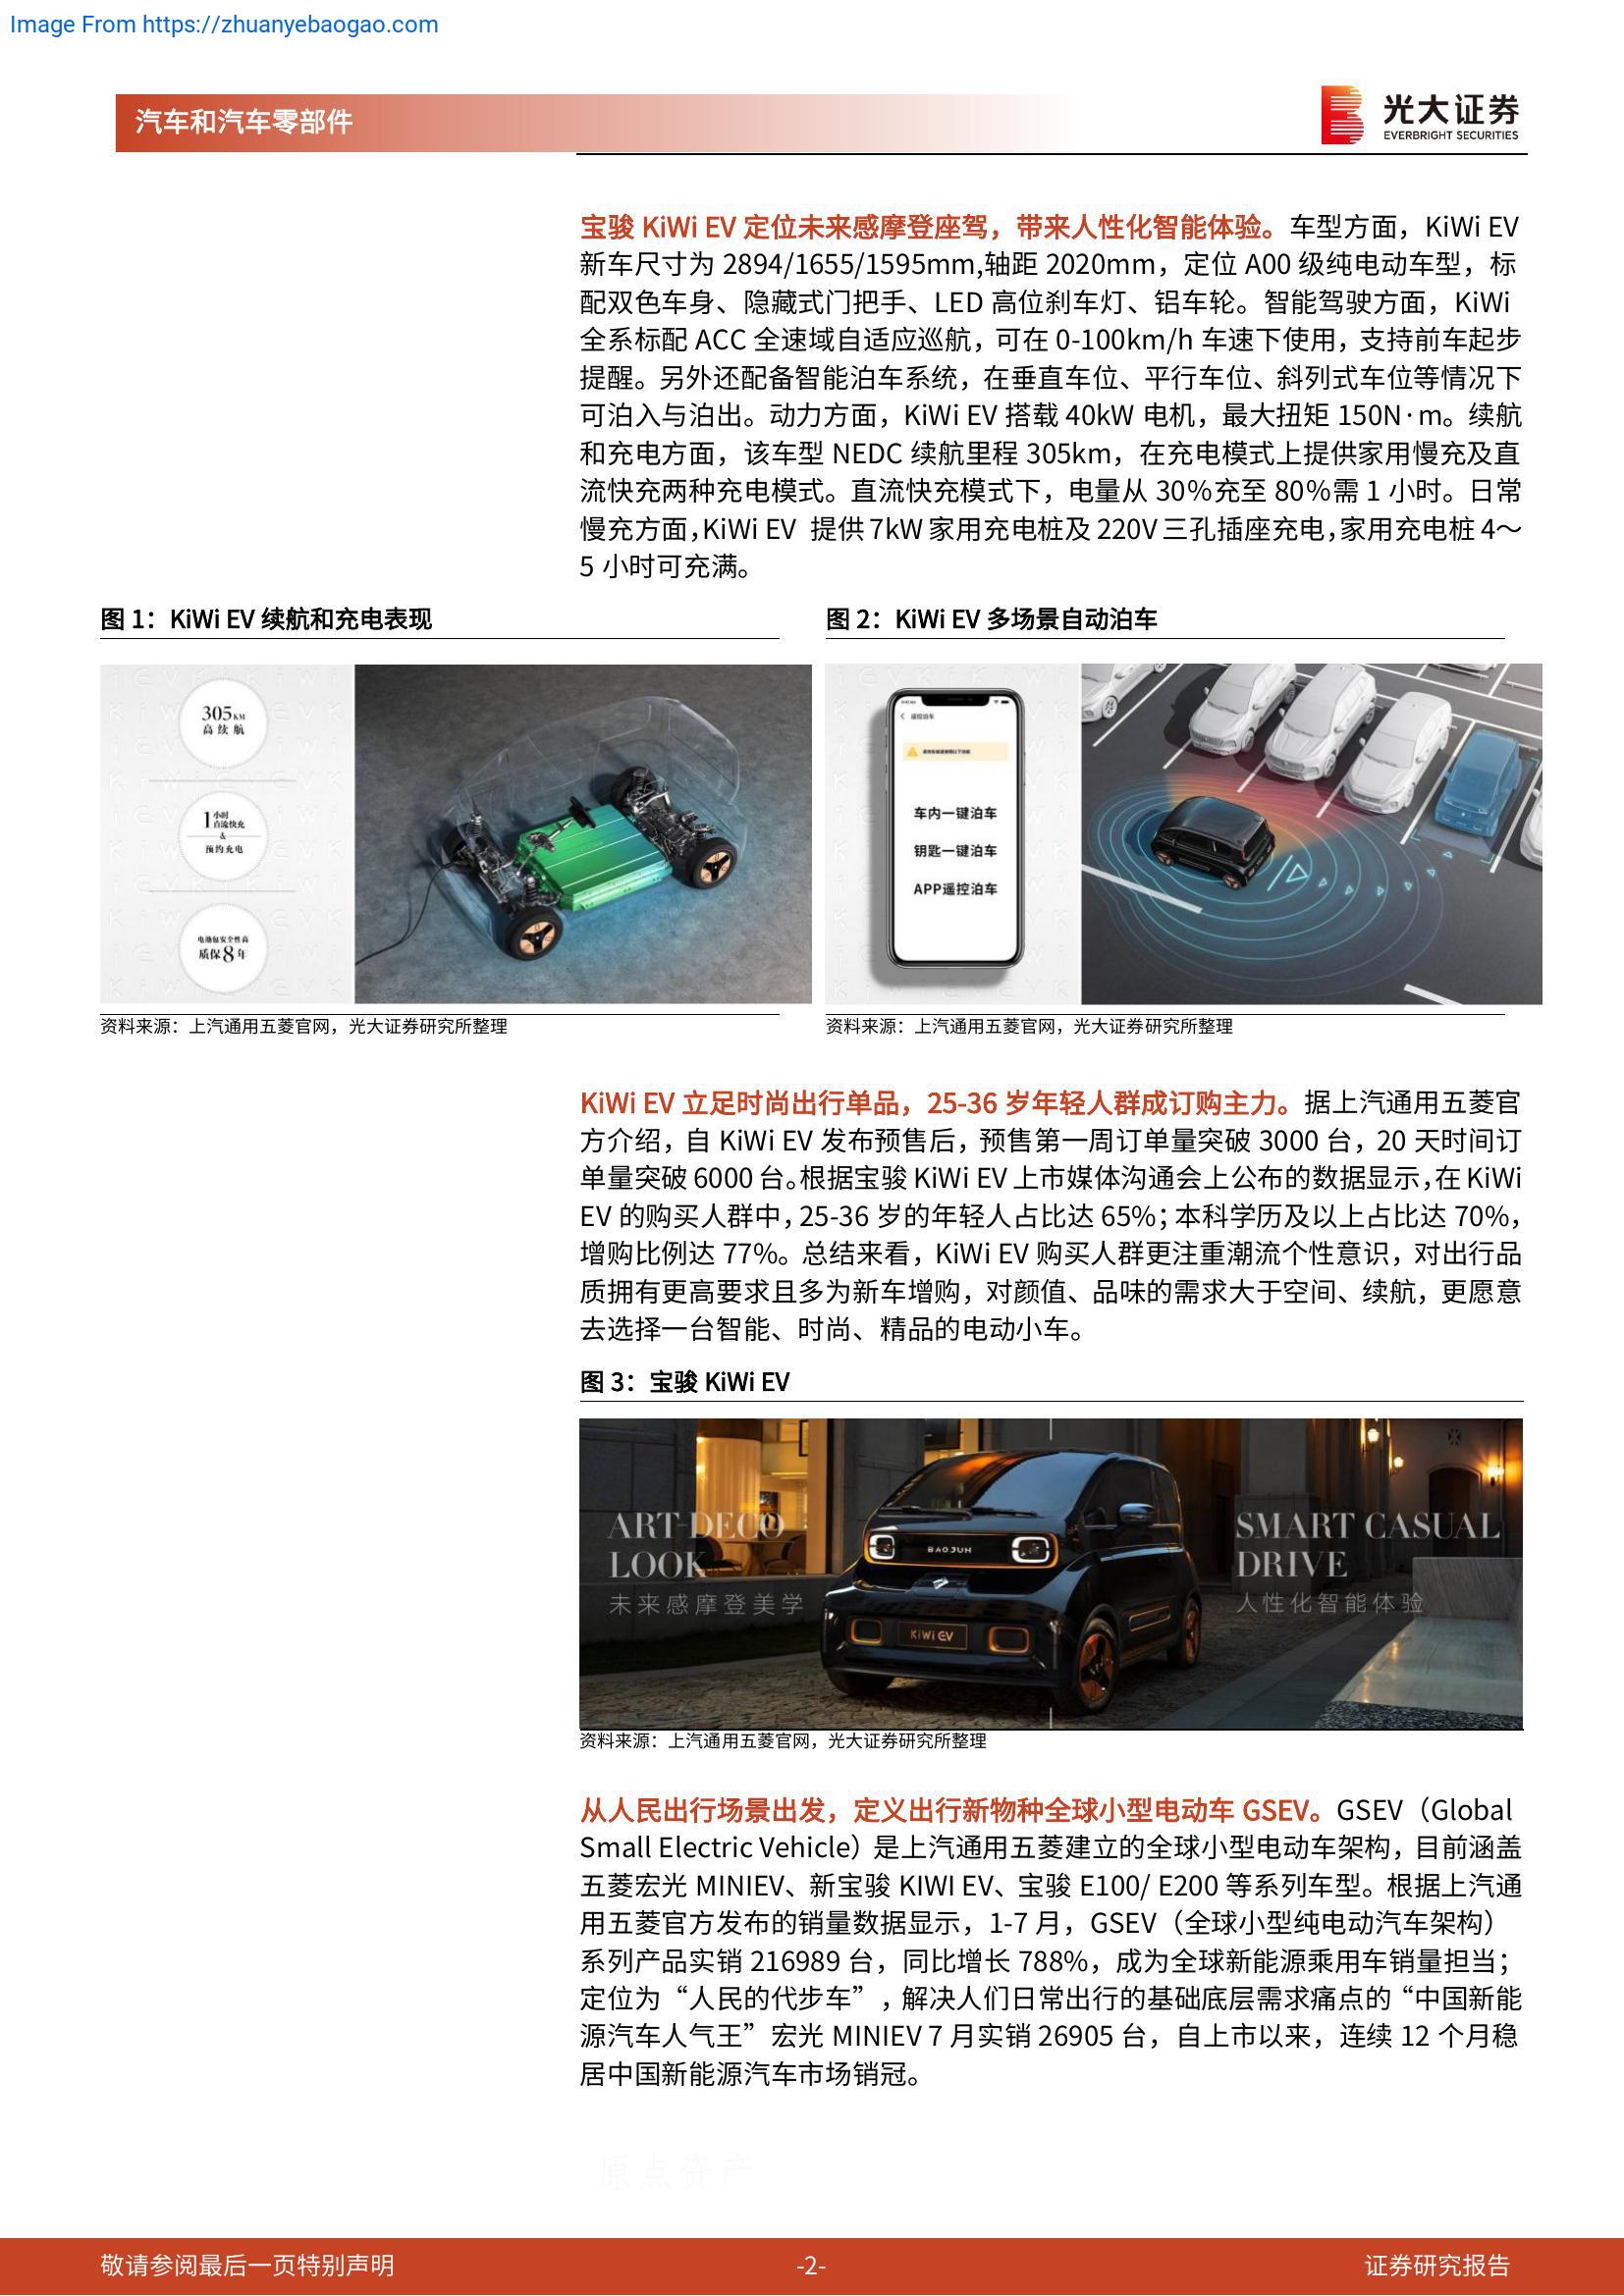 Image From https://zhuanyebaogao.com
汽车和汽车零部件
光大证券
EVERBRIGHT SECURITIES
宝骏 KiWi EV 定位未来感摩登座驾，带来人性化智能体验。车型方面，KiWi EV
新车尺寸为 2894/1655/1595mm,轴距 2020mm，定位 A00 级纯电动车型，标
配双色车身、隐藏式门把手、LED 高位刹车灯、铝车轮。智能驾驶方面，KiWi
全系标配 ACC 全速域自适应巡航，可在 0-100km/h 车速下使用，支持前车起步
提醒。另外还配备智能泊车系统，在垂直车位、平行车位、斜列式车位等情况下
可泊入与泊出。动力方面，KiWi EV 搭载 40kW 电机，最大扭矩 150N·m。续航
和充电方面，该车型 NEDC 续航里程 305km，在充电模式上提供家用慢充及直
流快充两种充电模式。直流快充模式下，电量从 30%充至 80%需 1 小时。日常
慢充方面，KiWi EV 提供 7kW 家用充电桩及 220V 三孔插座充电，家用充电桩 4～
5 小时可充满。
图 1：KiWi EV 续航和充电表现
305KM
高续航
1小时
直流快充
&
预约充电
电池包安全性高
质保8年
资料来源：上汽通用五菱官网，光大证券研究所整理
图 2：KiWi EV 多场景自动泊车
遥控泊车
车内一键泊车
钥匙一键泊车
APP遥控泊车
资料来源：上汽通用五菱官网，光大证券研究所整理
KiWi EV 立足时尚出行单品，25-36 岁年轻人群成订购主力。据上汽通用五菱官
方介绍，自 KiWi EV 发布预售后，预售第一周订单量突破 3000 台，20 天时间订
单量突破 6000 台。根据宝骏 KiWi EV 上市媒体沟通会上公布的数据显示，在 KiWi
EV 的购买人群中，25-36 岁的年轻人占比达 65%；本科学历及以上占比达 70%，
增购比例达 77%。总结来看，KiWi EV 购买人群更注重潮流个性意识，对出行品
质拥有更高要求且多为新车增购，对颜值、品味的需求大于空间、续航，更愿意
去选择一台智能、时尚、精品的电动小车。
图 3：宝骏 KiWi EV
ART-DECO
LOOK
未来感摩登美学
BAOJUN
KiWi EV
SMART CASUAL
DRIVE
人性化智能体验
资料来源：上汽通用五菱官网，光大证券研究所整理
从人民出行场景出发，定义出行新物种全球小型电动车 GSEV。GSEV（Global
Small Electric Vehicle）是上汽通用五菱建立的全球小型电动车架构，目前涵盖
五菱宏光 MINIEV、新宝骏 KIWI EV、宝骏 E100/ E200 等系列车型。根据上汽通
用五菱官方发布的销量数据显示，1-7 月，GSEV（全球小型纯电动汽车架构）
系列产品实销 216989 台，同比增长 788%，成为全球新能源乘用车销量担当；
定位为“人民的代步车”，解决人们日常出行的基础底层需求痛点的“中国新能
源汽车人气王”宏光 MINIEV 7 月实销 26905 台，自上市以来，连续 12 个月稳
居中国新能源汽车市场销冠。
原点资产
敬请参阅最后一页特别声明
-2-
证券研究报告